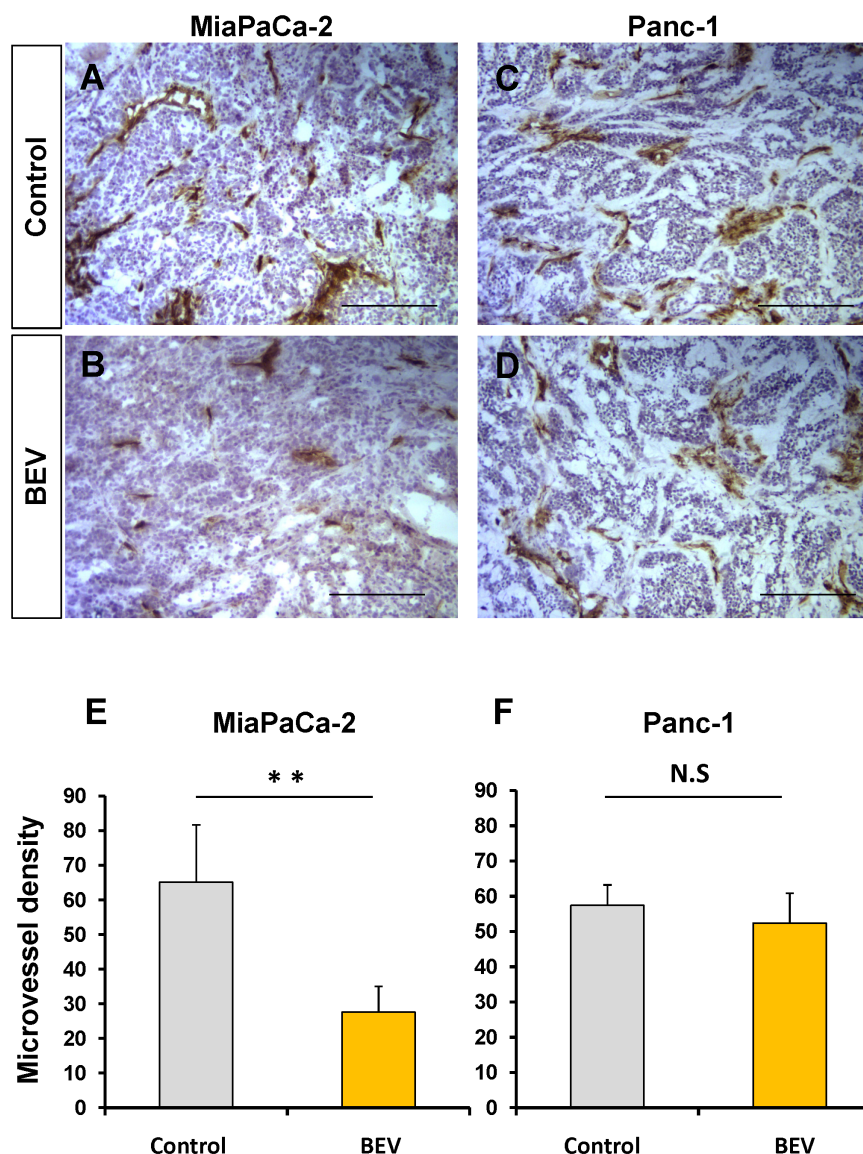 MiaPaCa-2 Panc-1
Control
A C
BEV
B D
E MiaPaCa-2 F Panc-1
* * N.S
Microvessel density
90 90
80 80
70 70
60 60
50 50
40 40
30 30
20 20
10 10
0 0
Control BEV Control BEV